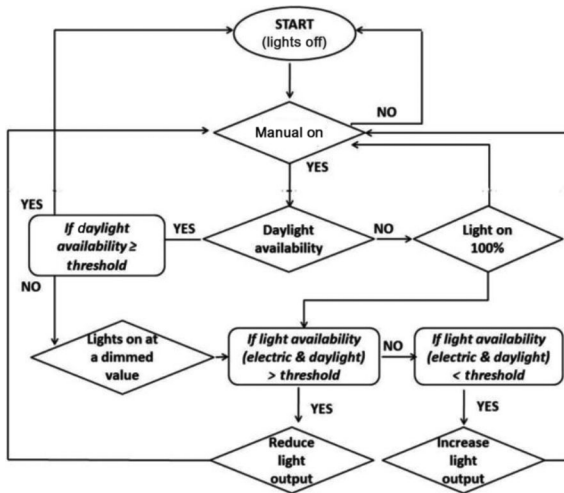 START
(lights off)
NO
Manual on
YES
YES
If daylight
availability ≥
threshold
YES
Daylight
availability
NO
Light on
100%
NO
Lights on at
a dimmed
value
If light availability
(electric & daylight)
> threshold
NO
If light availability
(electric & daylight)
< threshold
YES
YES
Reduce
light
output
Increase
light
output